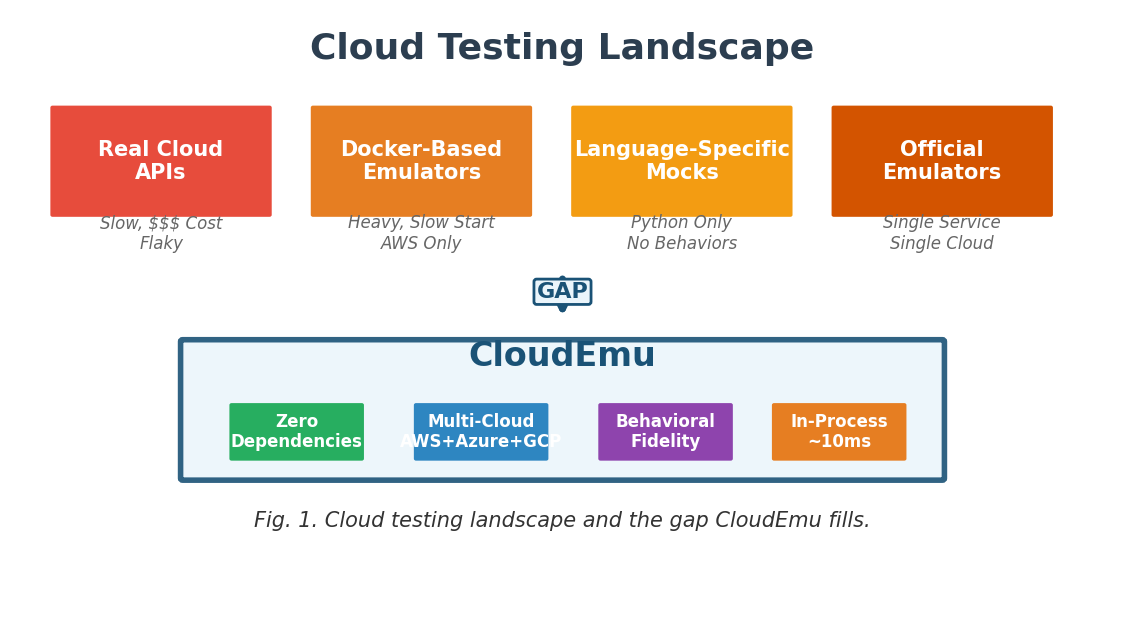 Cloud Testing Landscape
Real Cloud
APIs
Docker-Based
Emulators
Language-Specific
Mocks
Official
Emulators
Slow, $$$ Cost
Flaky
Heavy, Slow Start
AWS Only
Python Only
No Behaviors
Single Service
Single Cloud
GAP
CloudEmu
Zero
Dependencies
Multi-Cloud
AWS+Azure+GCP
Behavioral
Fidelity
In-Process
~10ms
Fig. 1. Cloud testing landscape and the gap CloudEmu fills.